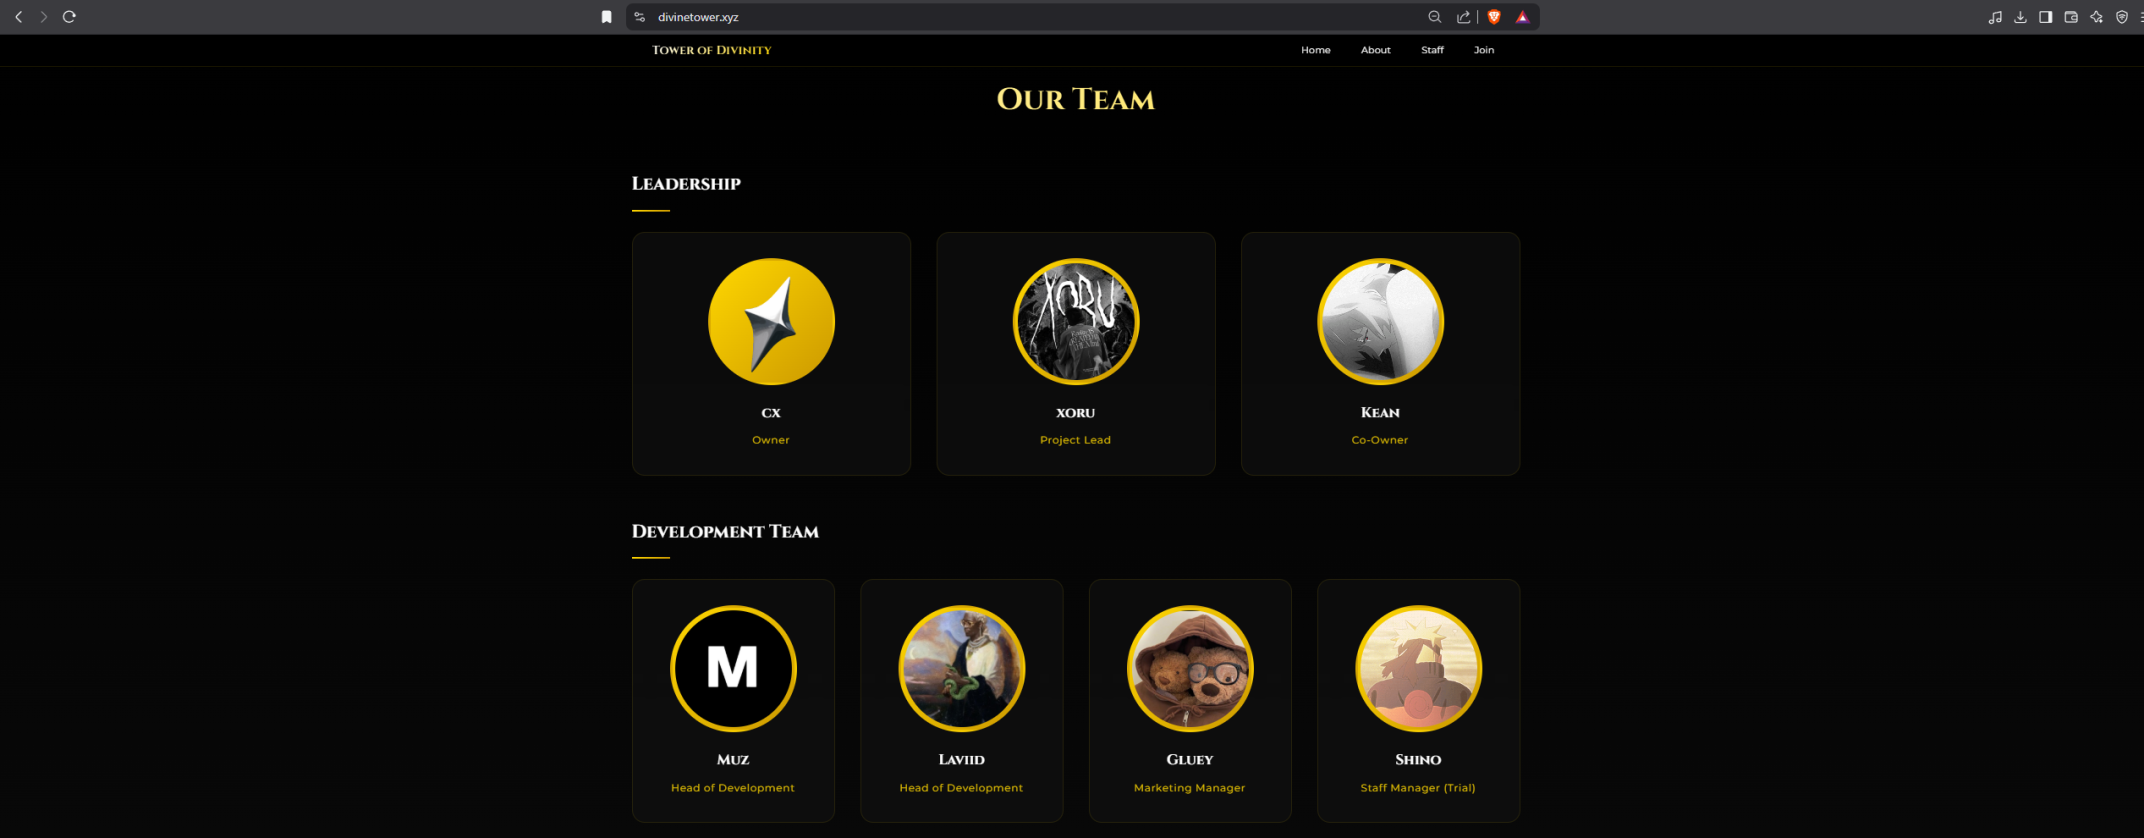 divinetower.xyz
Tower of Divinity
Home About Staff Join
Our Team
Leadership
XORU
cx xoru Kean
Owner Project Lead Co-Owner
Development Team
M
Muz Laviid Gluey Shino
Head of Development Head of Development Marketing Manager Staff Manager (Trial)